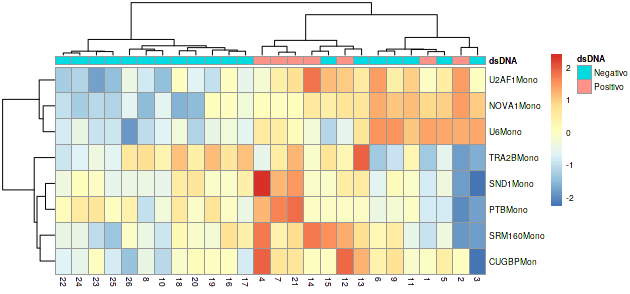 dsDNA
U2AF1Mono
NOVA1Mono
U6Mono
TRA2BMono
SND1Mono
PTBMono
SRM160Mono
CUGBPMon
22 24 23 25 26 8 10 18 20 19 16 17 4 7 21 14 15 12 13 6 9 11 1 5 2 3
2
1
0
-1
-2
dsDNA
Negativo
Positivo